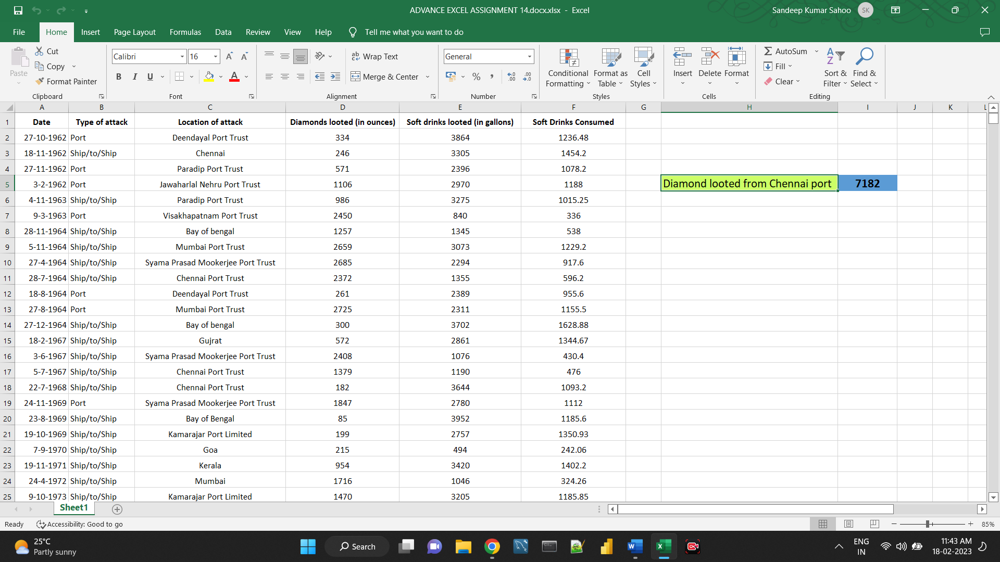 ADVANCE EXCEL ASSIGNMENT 14.docx.xlsx - Excel
Sandeep Kumar Sahoo SK
File Home Insert Page Layout Formulas Data Review View Help Tell me what you want to do
Paste Cut Copy Format Painter Clipboard
Calibri 16 B I U A Font
Wrap Text Merge & Center Alignment
General % Number
Conditional Formatting Format as Table Cell Styles Styles
Insert Delete Format Cells
AutoSum Fill Clear Sort & Filter Find & Select Editing
A B C D E F G H I J K L
1 Date Type of attack Location of attack Diamonds looted (in ounces) Soft drinks looted (in gallons) Soft Drinks Consumed
2 27-10-1962 Port Deendayal Port Trust 334 3864 1236.48
3 18-11-1962 Ship/to/Ship Chennai 246 3305 1454.2
4 27-11-1962 Port Paradip Port Trust 571 2396 1078.2
5 3-2-1962 Port Jawaharlal Nehru Port Trust 1106 2970 1188 Diamond looted from Chennai port 7182
6 4-11-1963 Ship/to/Ship Paradip Port Trust 986 3275 1015.25
7 9-3-1963 Port Visakhapatnam Port Trust 2450 840 336
8 28-11-1964 Ship/to/Ship Bay of bengal 1257 1345 538
9 5-11-1964 Ship/to/Ship Mumbai Port Trust 2659 3073 1229.2
10 27-4-1964 Ship/to/Ship Syama Prasad Mookerjee Port Trust 2685 2294 917.6
11 28-7-1964 Ship/to/Ship Chennai Port Trust 2372 1355 596.2
12 18-8-1964 Port Deendayal Port Trust 261 2389 955.6
13 27-8-1964 Port Mumbai Port Trust 2725 2311 1155.5
14 27-12-1964 Ship/to/Ship Bay of bengal 300 3702 1628.88
15 18-2-1967 Ship/to/Ship Gujrat 572 2861 1344.67
16 3-6-1967 Ship/to/Ship Syama Prasad Mookerjee Port Trust 2408 1076 430.4
17 5-7-1967 Ship/to/Ship Chennai Port Trust 1379 1190 476
18 22-7-1968 Ship/to/Ship Chennai Port Trust 182 3644 1093.2
19 24-11-1969 Port Syama Prasad Mookerjee Port Trust 1847 2780 1112
20 23-8-1969 Ship/to/Ship Bay of Bengal 85 3952 1185.6
21 19-10-1969 Ship/to/Ship Kamarajar Port Limited 199 2757 1350.93
22 7-9-1970 Ship/to/Ship Goa 215 494 242.06
23 19-11-1971 Ship/to/Ship Kerala 954 3420 1402.2
24 24-4-1972 Ship/to/Ship Mumbai 1716 1046 324.26
25 9-10-1973 Ship/to/Ship Kamarajar Port Limited 1470 3205 1185.85
Sheet1
Ready Accessibility: Good to go 85%
25°C
Partly sunny
Search
ENG
IN
11:43 AM
18-02-2023